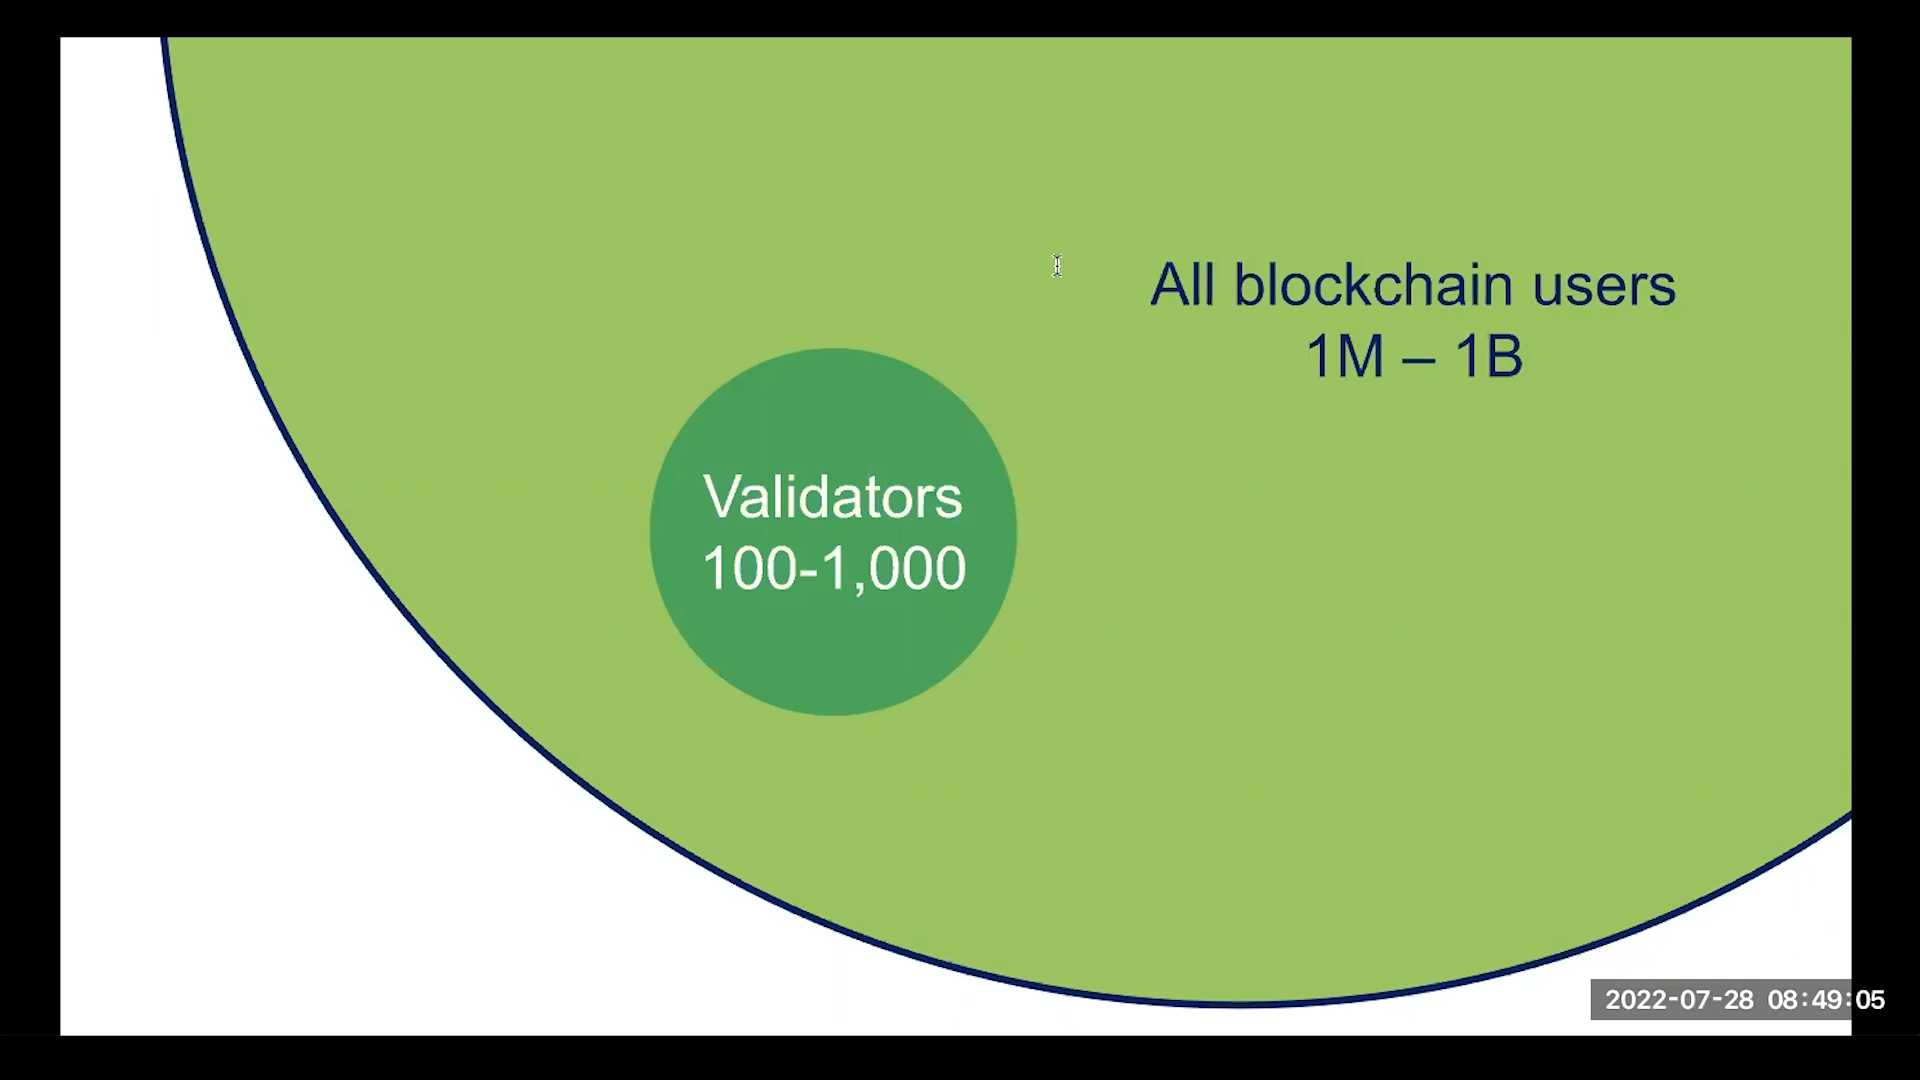 All blockchain users
1M – 1B
Validators
100-1,000
2022-07-28 08:49:05